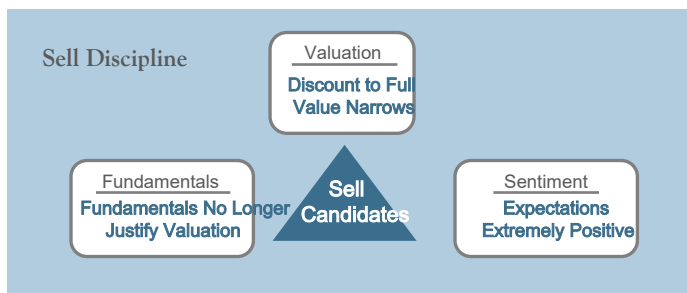 Sell Discipline
Valuation
Discount to Full
Value Narrows
Fundamentals
Fundamentals No Longer
Justify Valuation
Sell
Candidates
Sentiment
Expectations
Extremely Positive